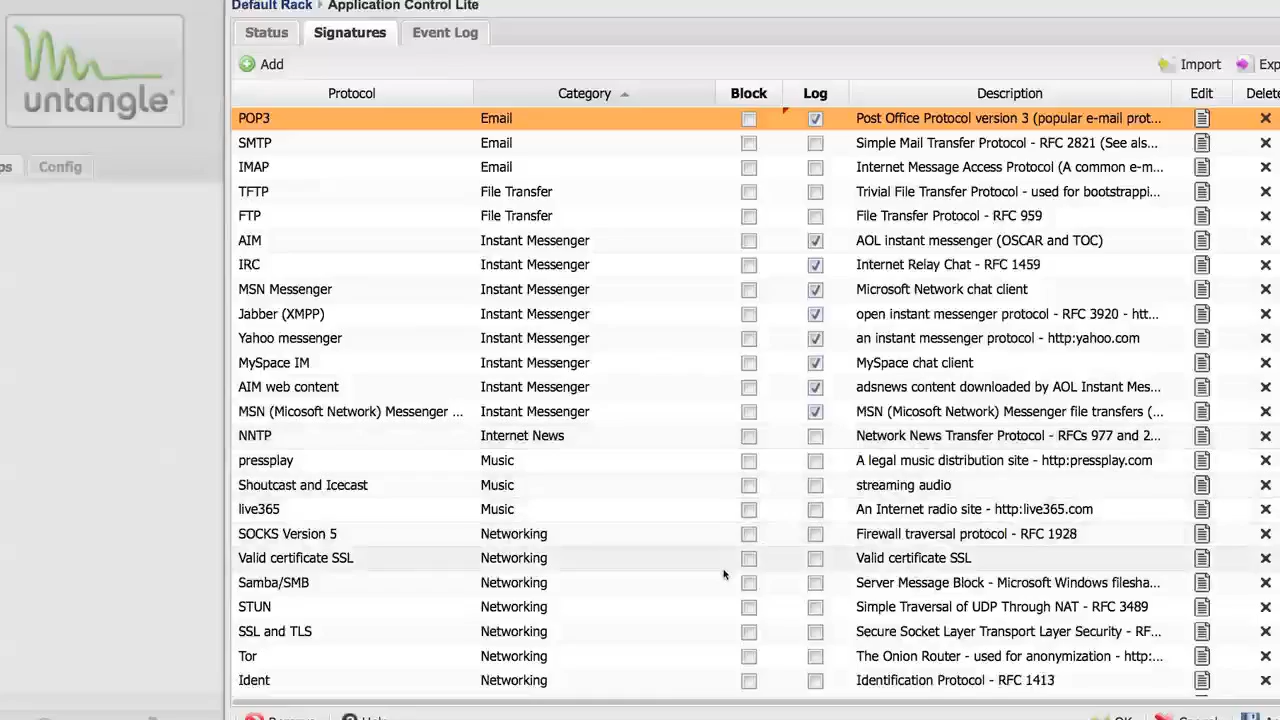 Default Rack Application Control Lite
untangle
Status Signatures Event Log
Add Import Exp
Protocol Category Block Log Description Edit Delete
POP3 Email Post Office Protocol version 3 (popular e-mail prot...
SMTP Email Simple Mail Transfer Protocol - RFC 2821 (See als...
ps Config
IMAP Email Internet Message Access Protocol (A common e-m...
TFTP File Transfer Trivial File Transfer Protocol - used for bootstrappi...
FTP File Transfer File Transfer Protocol - RFC 959
AIM Instant Messenger AOL instant messenger (OSCAR and TOC)
IRC Instant Messenger Internet Relay Chat - RFC 1459
MSN Messenger Instant Messenger Microsoft Network chat client
Jabber (XMPP) Instant Messenger open instant messenger protocol - RFC 3920 - htt...
Yahoo messenger Instant Messenger an instant messenger protocol - http:yahoo.com
MySpace IM Instant Messenger MySpace chat client
AIM web content Instant Messenger adsnews content downloaded by AOL Instant Mes...
MSN (Micosoft Network) Messenger ... Instant Messenger MSN (Micosoft Network) Messenger file transfers (...
NNTP Internet News Network News Transfer Protocol - RFCs 977 and 2...
pressplay Music A legal music distribution site - http:pressplay.com
Shoutcast and Icecast Music streaming audio
live365 Music An Internet radio site - http:live365.com
SOCKS Version 5 Networking Firewall traversal protocol - RFC 1928
Valid certificate SSL Networking Valid certificate SSL
Samba/SMB Networking Server Message Block - Microsoft Windows filesha...
STUN Networking Simple Traversal of UDP Through NAT - RFC 3489
SSL and TLS Networking Secure Socket Layer Transport Layer Security - RF...
Tor Networking The Onion Router - used for anonymization - http:...
Ident Networking Identification Protocol - RFC 1413